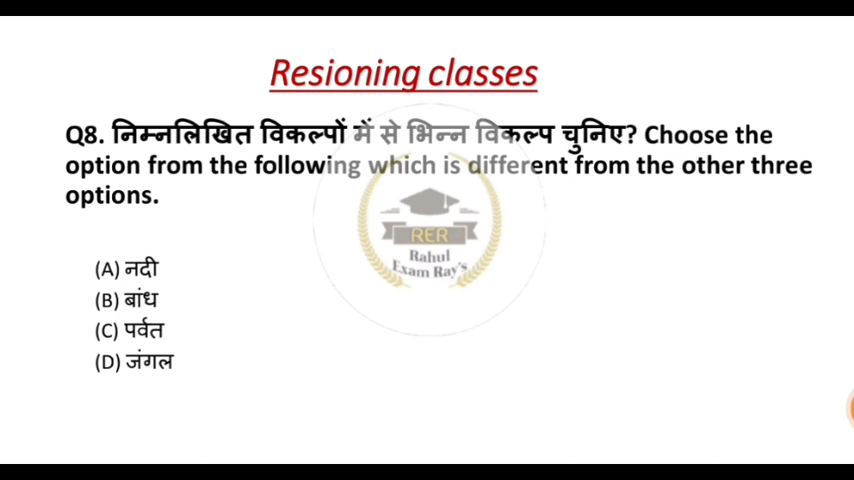 Resioning classes
Q8. निम्नलिखित विकल्पों में से भिन्न विकल्प चुनिए? Choose the
option from the following which is different from the other three
options.
RER
Rahul
Exam Ray's
(A) नदी
(B) बांध
(C) पर्वत
(D) जंगल